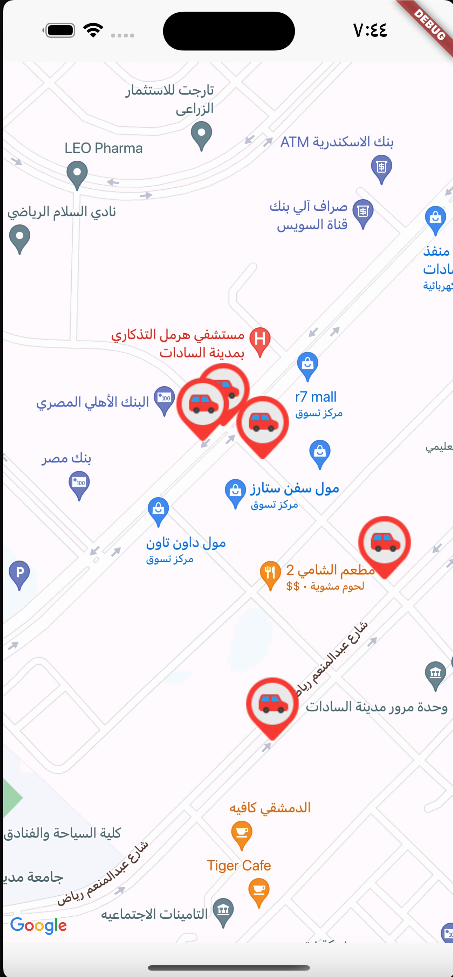 ٧:٤٤
DEBUG
تارجت للاستثمار
الزراعى
بنك الاسكندرية ATM
LEO Pharma
صراف آلي بنك
قناة السويس
نادي السلام الرياضي
منفذ
كهربائية
مستشفي هرمل التذكاري
بمدينة السادات
H
r7 mall
مركز تسوق
البنك الأهلي المصري
بنك مصر
مول سفن ستارز
مركز تسوق
مول داون تاون
مركز تسوق
P
مطعم الشامي 2
لحوم مشوية • $$
شارع عبدالمنعم رياض
وحدة مرور مدينة السادات
الدمشقي كافيه
كلية السياحة والفنادق
شارع عبدالمنعم رياض
Tiger Cafe
جامعة
التامينات الاجتماعيه
Google